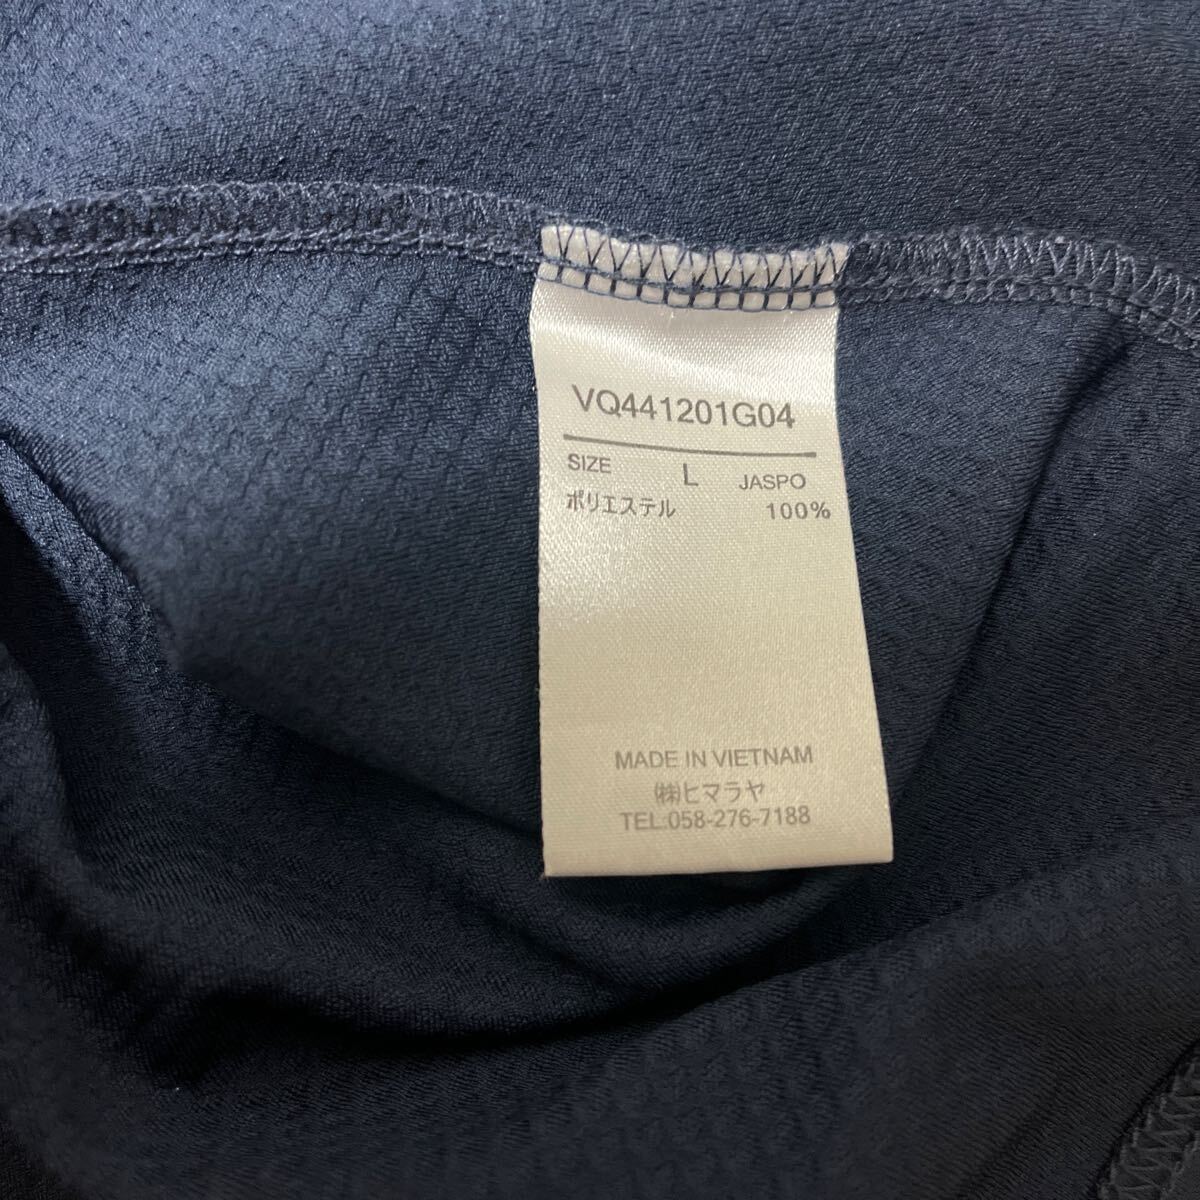 VQ441201G04
SIZE L JASPO
ポリエステル 100%
MADE IN VIETNAM
㈱ヒマラヤ
TEL:058-276-7188